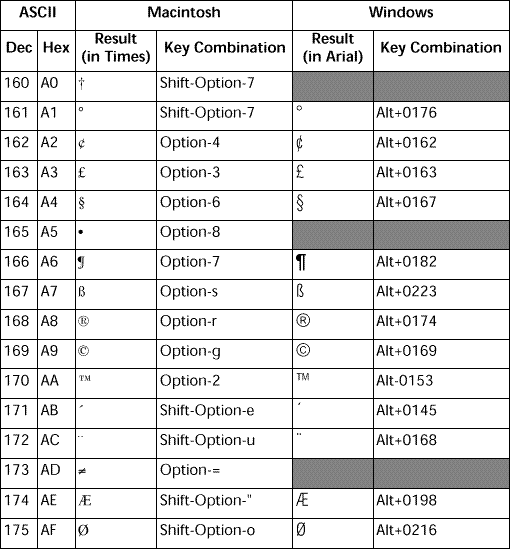 ASCII Macintosh Windows
Dec Hex Result (in Times) Key Combination Result (in Arial) Key Combination
160 A0 † Shift-Option-7
161 A1 ° Shift-Option-7 ° Alt+0176
162 A2 ¢ Option-4 ¢ Alt+0162
163 A3 £ Option-3 £ Alt+0163
164 A4 § Option-6 § Alt+0167
165 A5 • Option-8
166 A6 ¶ Option-7 ¶ Alt+0182
167 A7 ß Option-s ß Alt+0223
168 A8 ® Option-r ® Alt+0174
169 A9 © Option-g © Alt+0169
170 AA ™ Option-2 ™ Alt-0153
171 AB ´ Shift-Option-e ´ Alt+0145
172 AC ¨ Shift-Option-u ¨ Alt+0168
173 AD ≠ Option-=
174 AE Æ Shift-Option-" Æ Alt+0198
175 AF Ø Shift-Option-o Ø Alt+0216